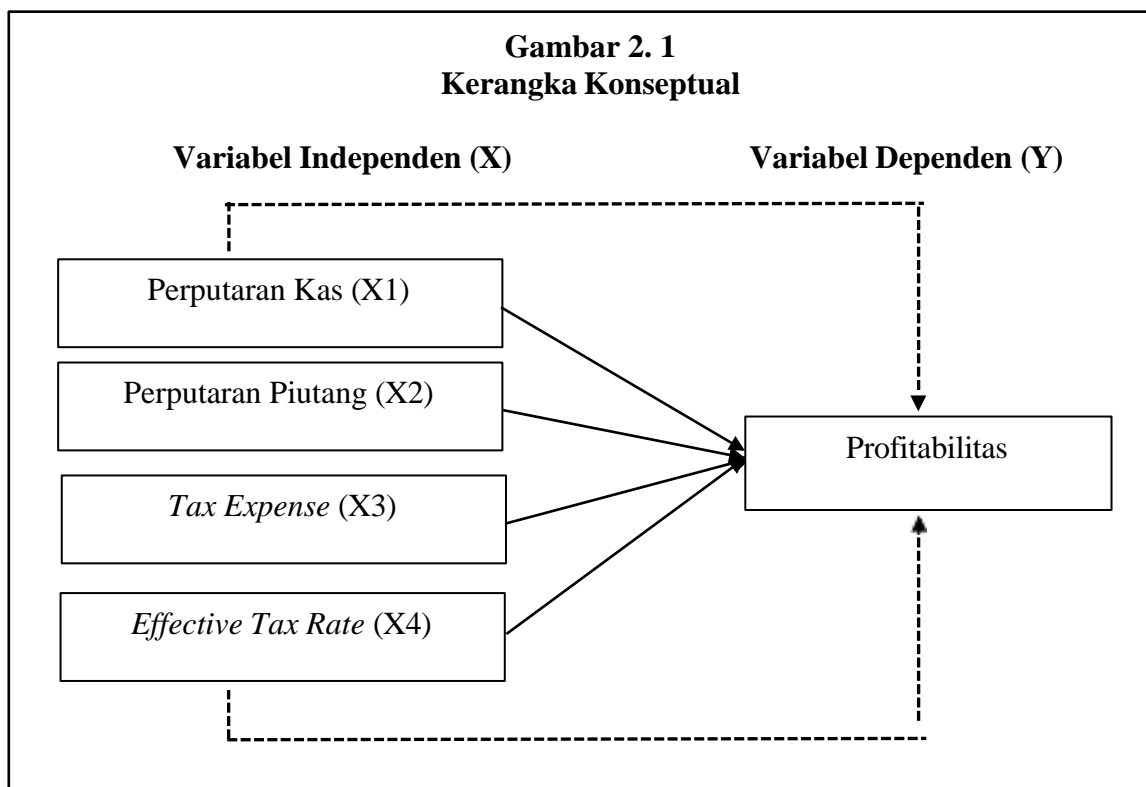 Gambar 2. 1
Kerangka Konseptual
Variabel Independen (X)
Variabel Dependen (Y)
Perputaran Kas (X1)
Perputaran Piutang (X2)
Tax Expense (X3)
Effective Tax Rate (X4)
Profitabilitas